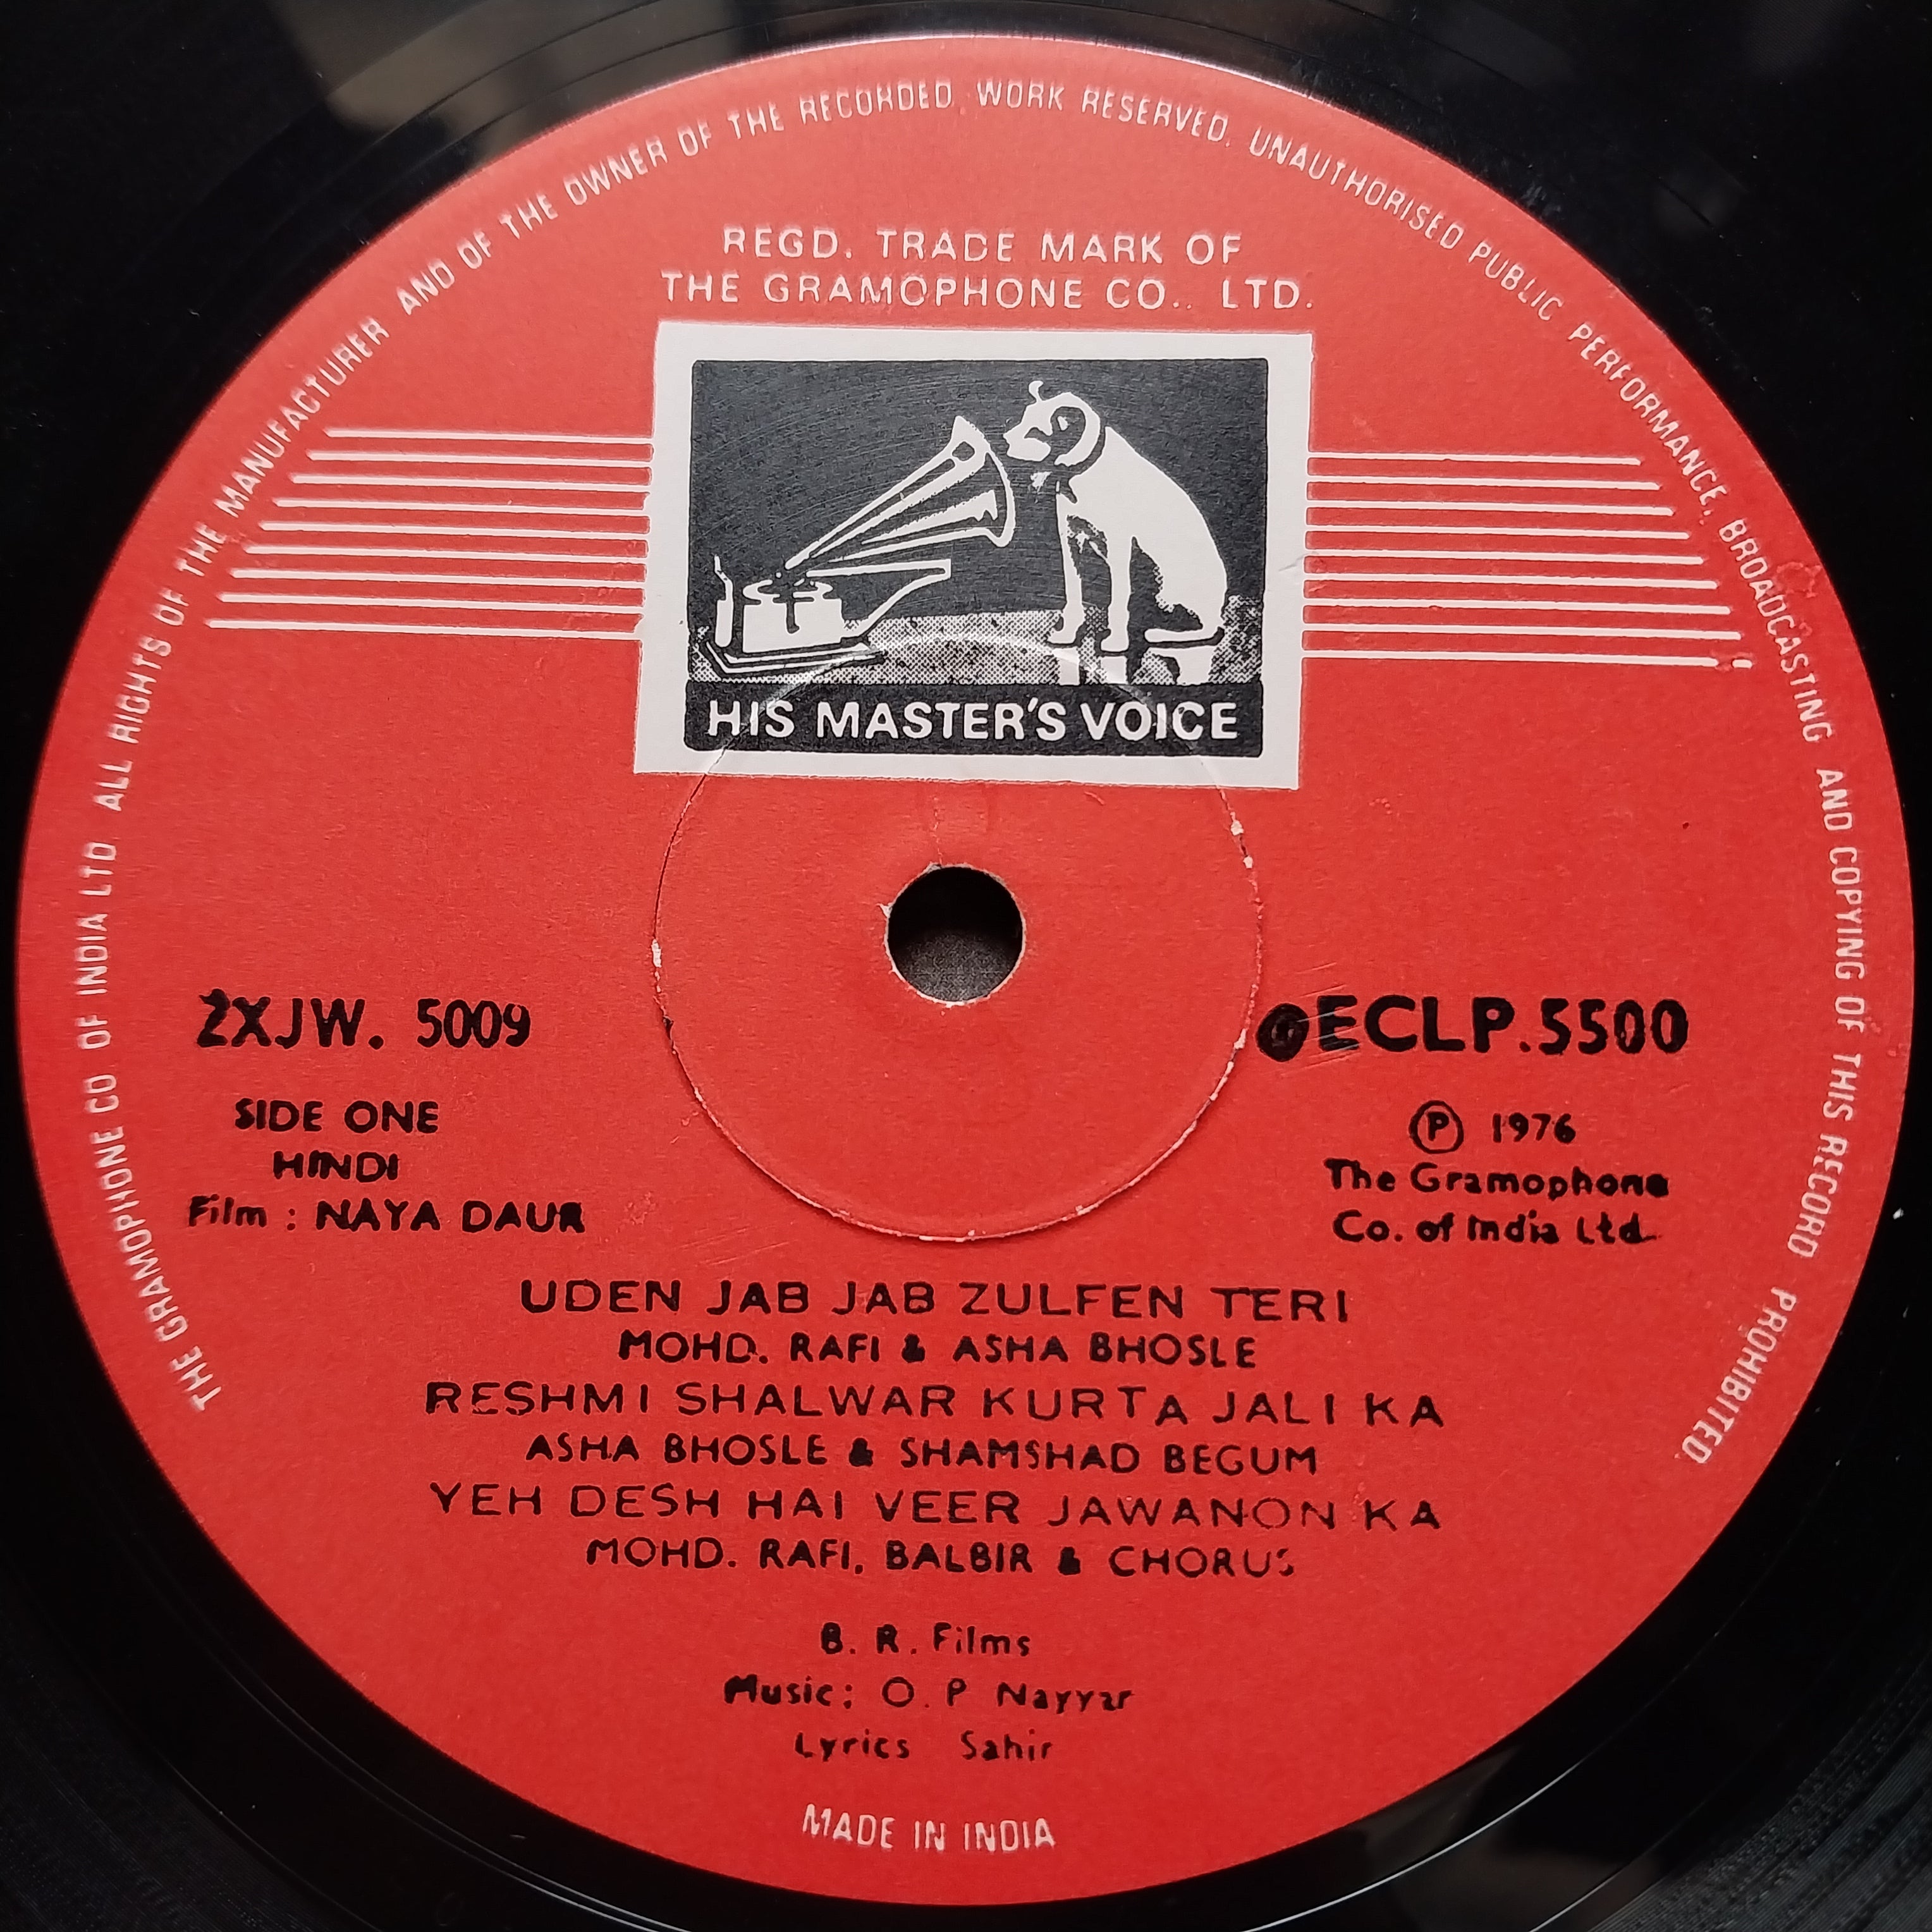 THE GRAMOPHONE CO OF INDIA LTD. ALL RIGHTS OF THE MANUFACTURER AND OF THE OWNER OF THE RECORDED WORK RESERVED. UNAUTHORISED PUBLIC PERFORMANCE, BROADCASTING AND COPYING OF THIS RECORD PROHIBITED.
REGD. TRADE MARK OF
THE GRAMOPHONE CO., LTD.
HIS MASTER'S VOICE
2XJW. 5009
ECLP.5500
SIDE ONE
HINDI
Film : NAYA DAUR
Ⓟ 1976
The Gramophone
Co. of India Ltd.
UDEN JAB JAB ZULFEN TERI
MOHD. RAFI & ASHA BHOSLE
RESHMI SHALWAR KURTA JALI KA
ASHA BHOSLE & SHAMSHAD BEGUM
YEH DESH HAI VEER JAWANON KA
MOHD. RAFI, BALBIR & CHORUS
B. R. Films
Music: O. P Nayyar
Lyrics Sahir
MADE IN INDIA